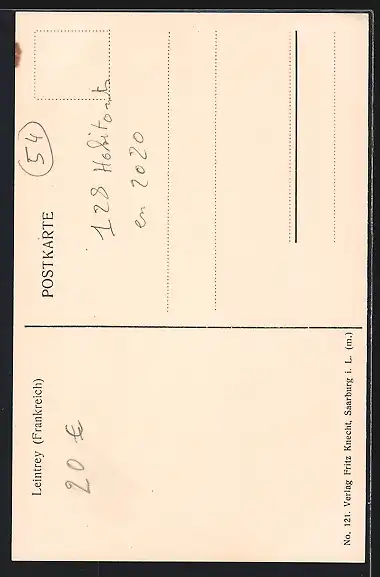 Leintrey (Frankreich)
20 €
No. 121. Verlag Fritz Knecht, Saarburg i. L. (m.)
POSTKARTE
54
128 Habitants
en 2020